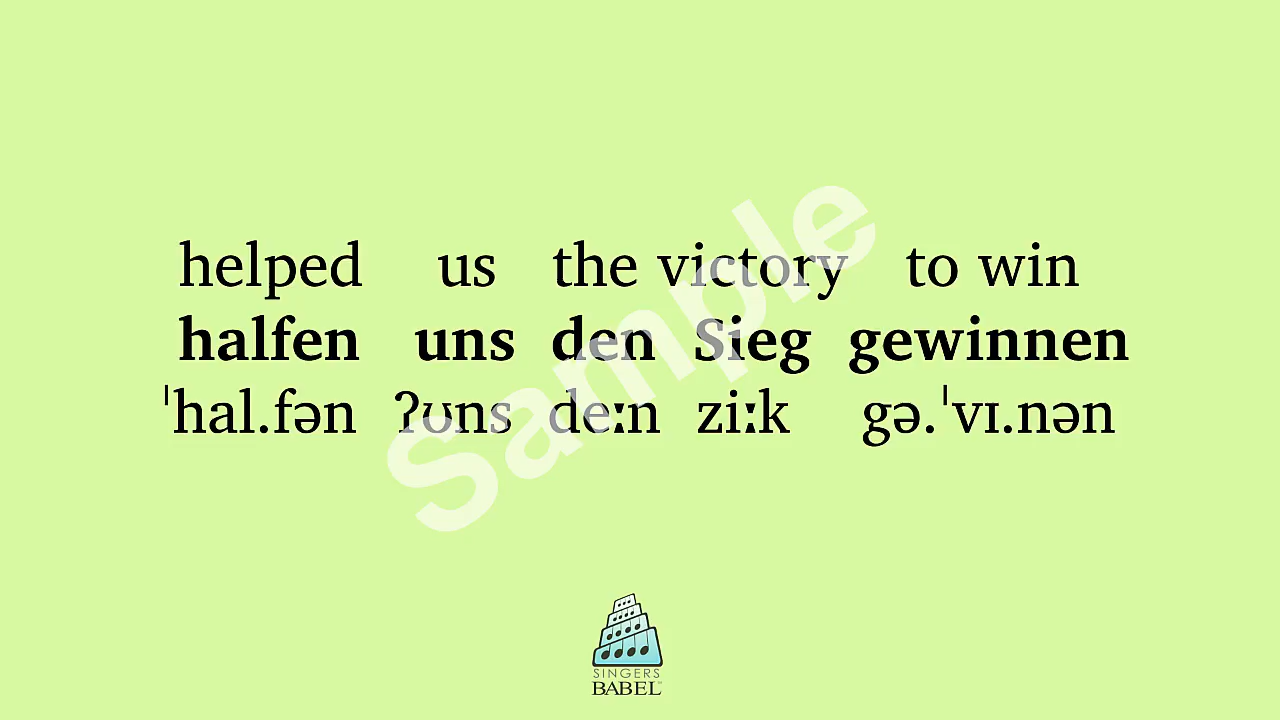 helped us the victory to win
halfen uns den Sieg gewinnen
ˈhal.fən ʔʊns deːn ziːk gə.ˈvɪ.nən
Sample
SINGERS
BABEL™